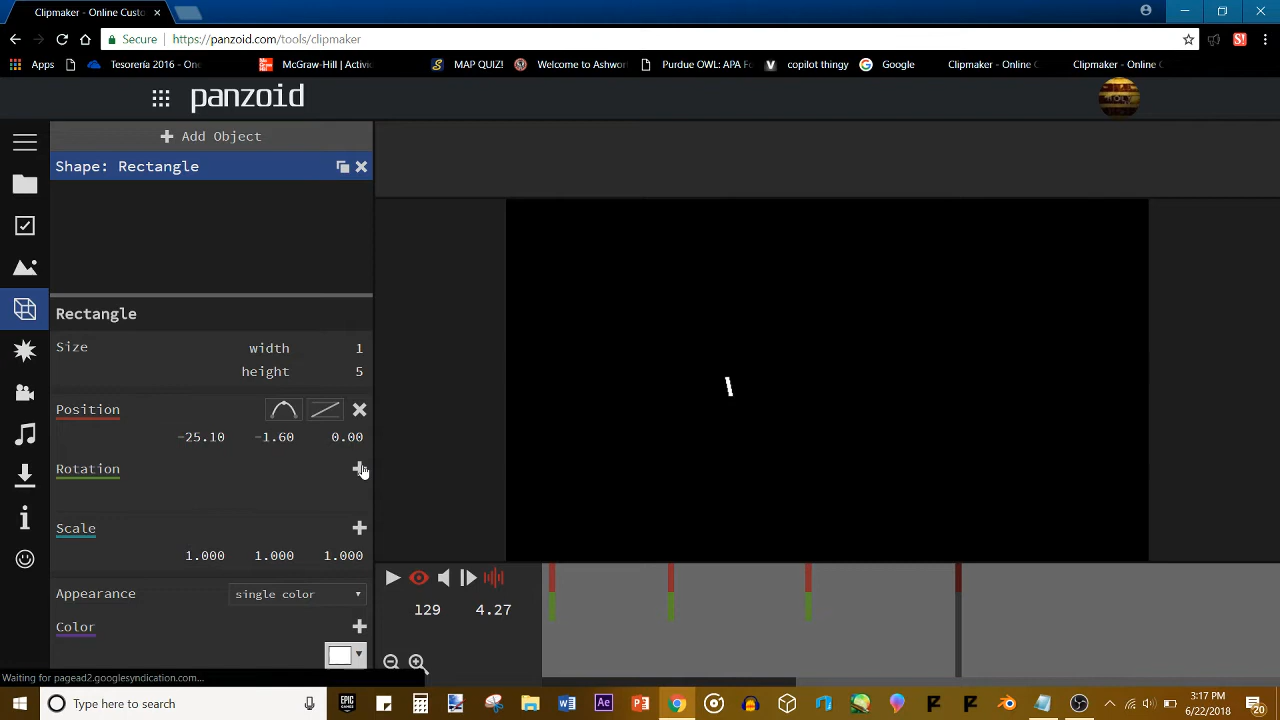 Clipmaker - Online Custo
Secure
https://panzoid.com/tools/clipmaker
Apps
Tesorería 2016 - One
McGraw-Hill | Activi
MAP QUIZ!
Welcome to Ashwor
Purdue OWL: APA Fo
copilot thingy
Google
Clipmaker - Online C
Clipmaker - Online C
panzoid
Add Object
Shape: Rectangle
Rectangle
Size width 1
height 5
Position
-25.10 -1.60 0.00
Rotation
Scale
1.000 1.000 1.000
Appearance single color
Color
129 4.27
Waiting for pagead2.googlesyndication.com...
Type here to search
3:17 PM
6/22/2018
20